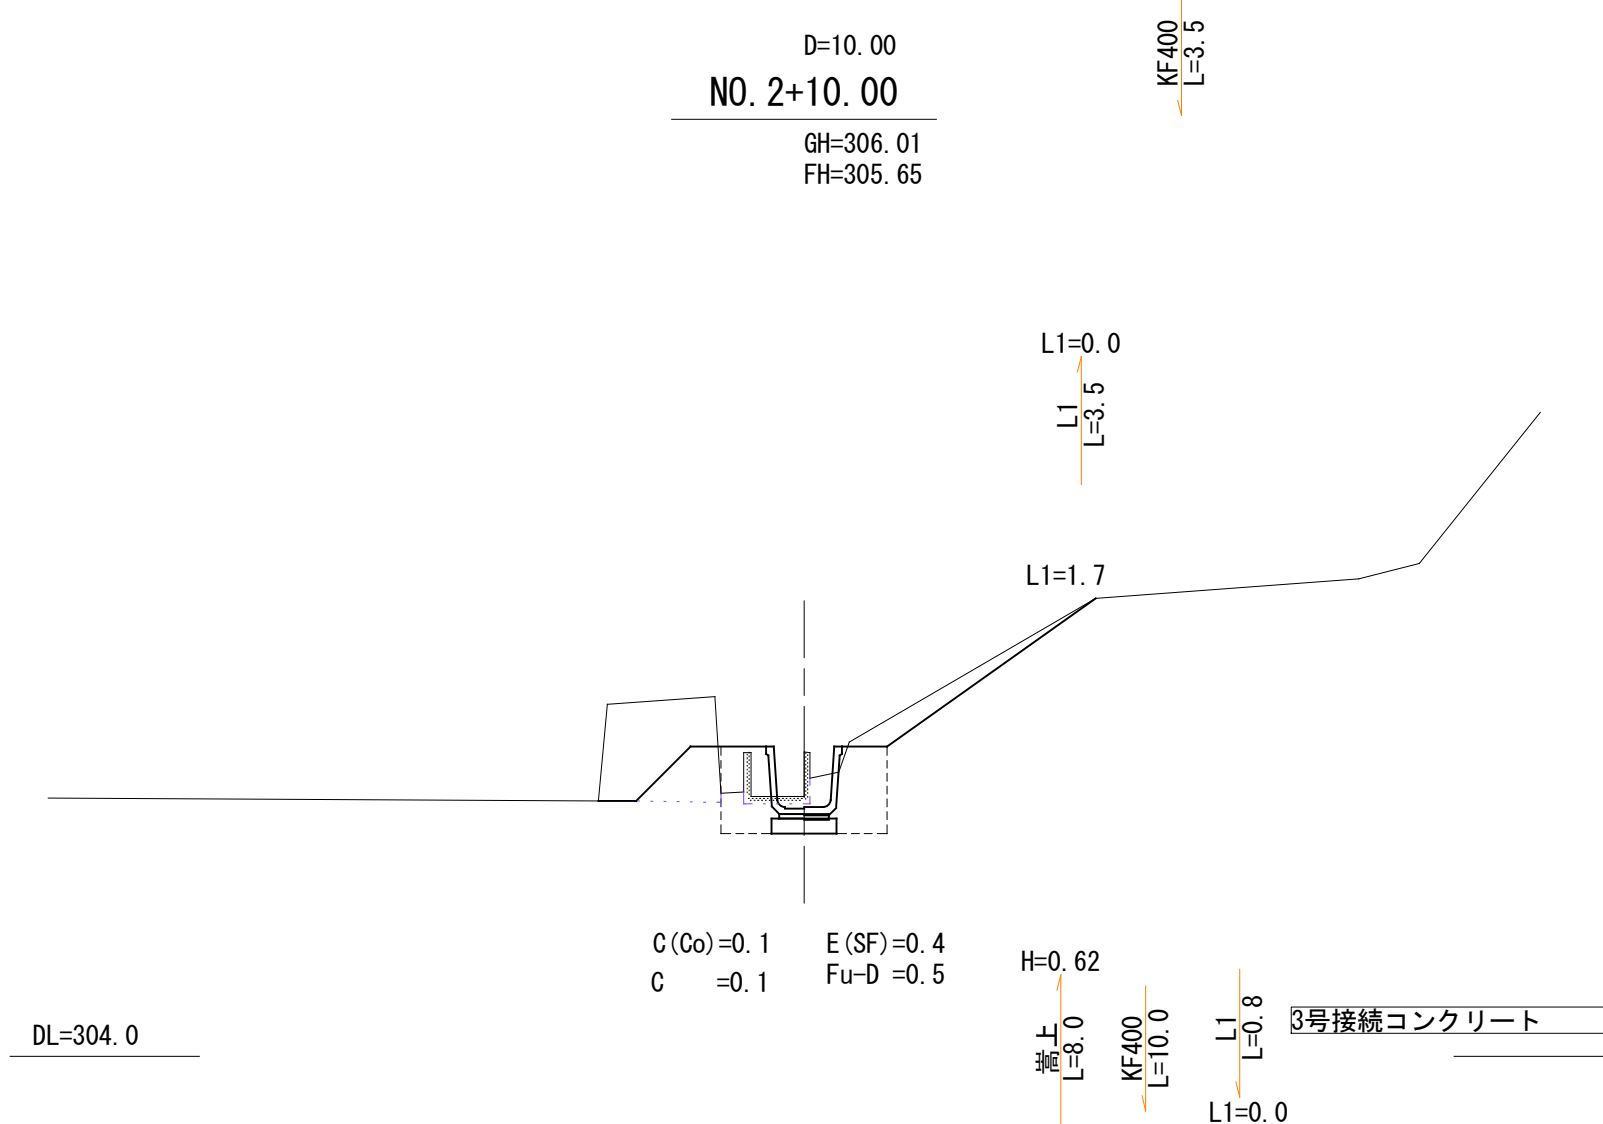 D=10.00
NO.2+10.00
GH=306.01
FH=305.65
KF400
L=3.5
L1=0.0
L1
L=3.5
L1=1.7
C(Co)=0.1
E(SF)=0.4
C =0.1
Fu-D =0.5
H=0.62
嵩上
L=8.0
KF400
L=10.0
L1
L=0.8
L1=0.0
3号接続コンクリート
DL=304.0